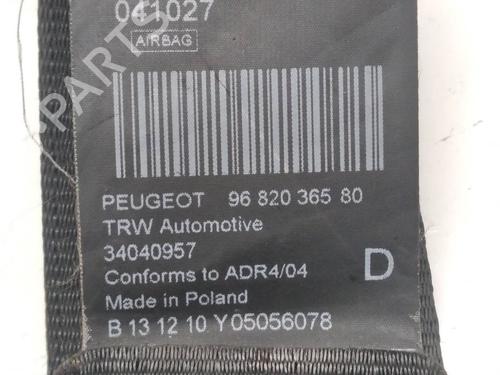 041027
AIRBAG
PEUGEOT 96 820 365 80
TRW Automotive
34040957
Conforms to ADR4/04
D
Made in Poland
B 13 12 10 Y05056078